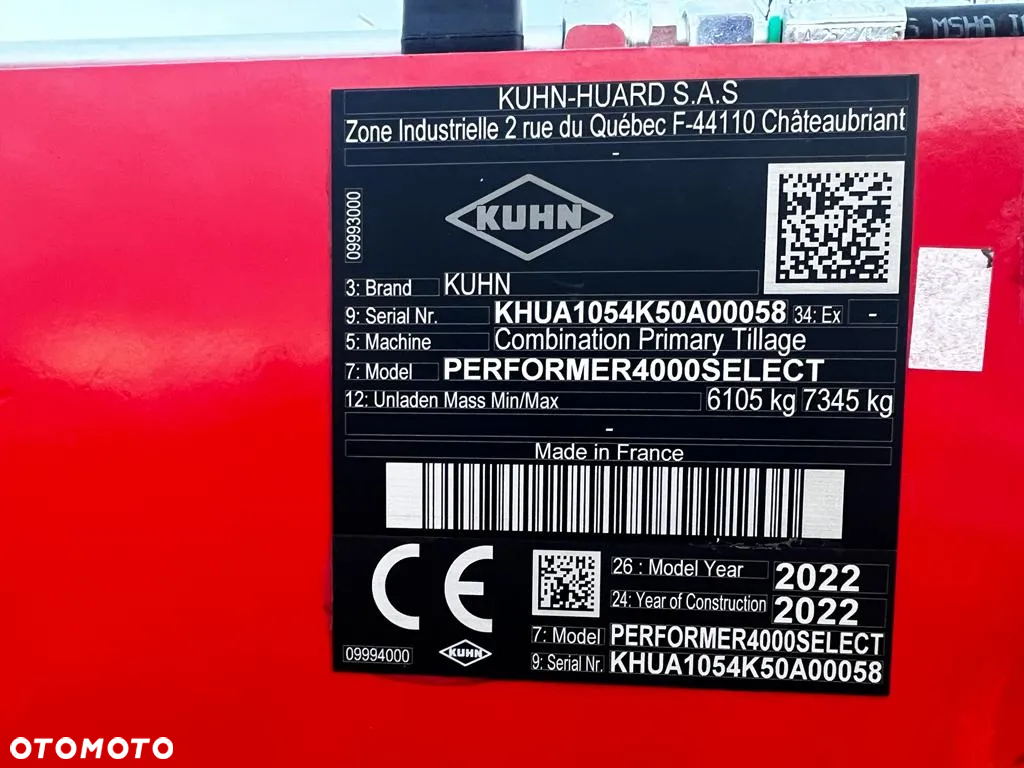 MSHA
KUHN-HUARD S.A.S
Zone Industrielle 2 rue du Québec F-44110 Châteaubriant
-
09993000
KUHN
3: Brand KUHN
9: Serial Nr. KHUA1054K50A00058 34: Ex -
5: Machine Combination Primary Tillage
7: Model PERFORMER4000SELECT
12: Unladen Mass Min/Max 6105 kg 7345 kg
-
Made in France
CE
26 : Model Year 2022
24: Year of Construction 2022
7: Model PERFORMER4000SELECT
9: Serial Nr. KHUA1054K50A00058
09994000
KUHN
OTOMOTO